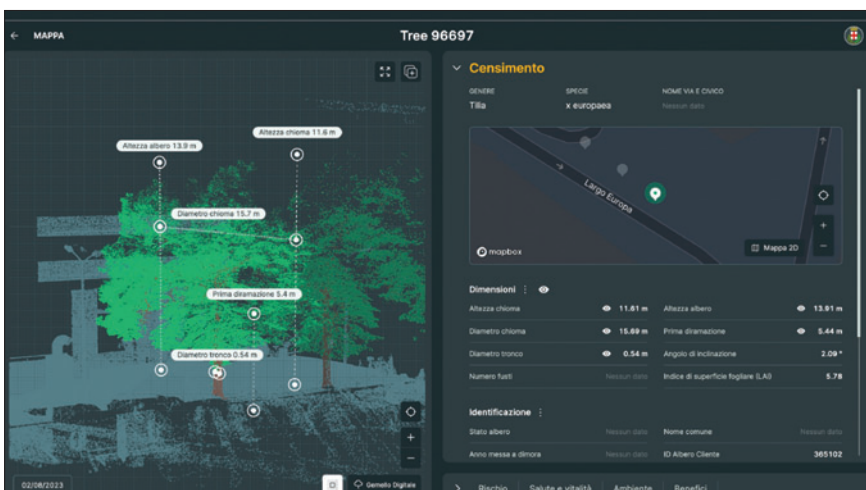 ← MAPPA
Tree 96697
Altezza albero 13.9 m
Altezza chioma 11.6 m
Diametro chioma 15.7 m
Prima diramazione 5.4 m
Diametro tronco 0.54 m
02/08/2023
Gemello Digitale
Censimento
GENERE SPECIE NOME VIA E CIVICO
Tilia x europaea Nessun dato
Largo Europa
mapbox
Mappa 2D
Dimensioni
Altezza chioma 11.61 m Altezza albero 13.91 m
Diametro chioma 15.69 m Prima diramazione 5.44 m
Diametro tronco 0.54 m Angolo di inclinazione 2.09 °
Numero fusti Nessun dato Indice di superficie fogliare (LAI) 5.78
Identificazione
Stato albero Nessun dato Nome comune Nessun dato
Anno messa a dimora Nessun dato ID Albero Cliente 365102
Rischio Salute e vitalità Ambiente Benefici